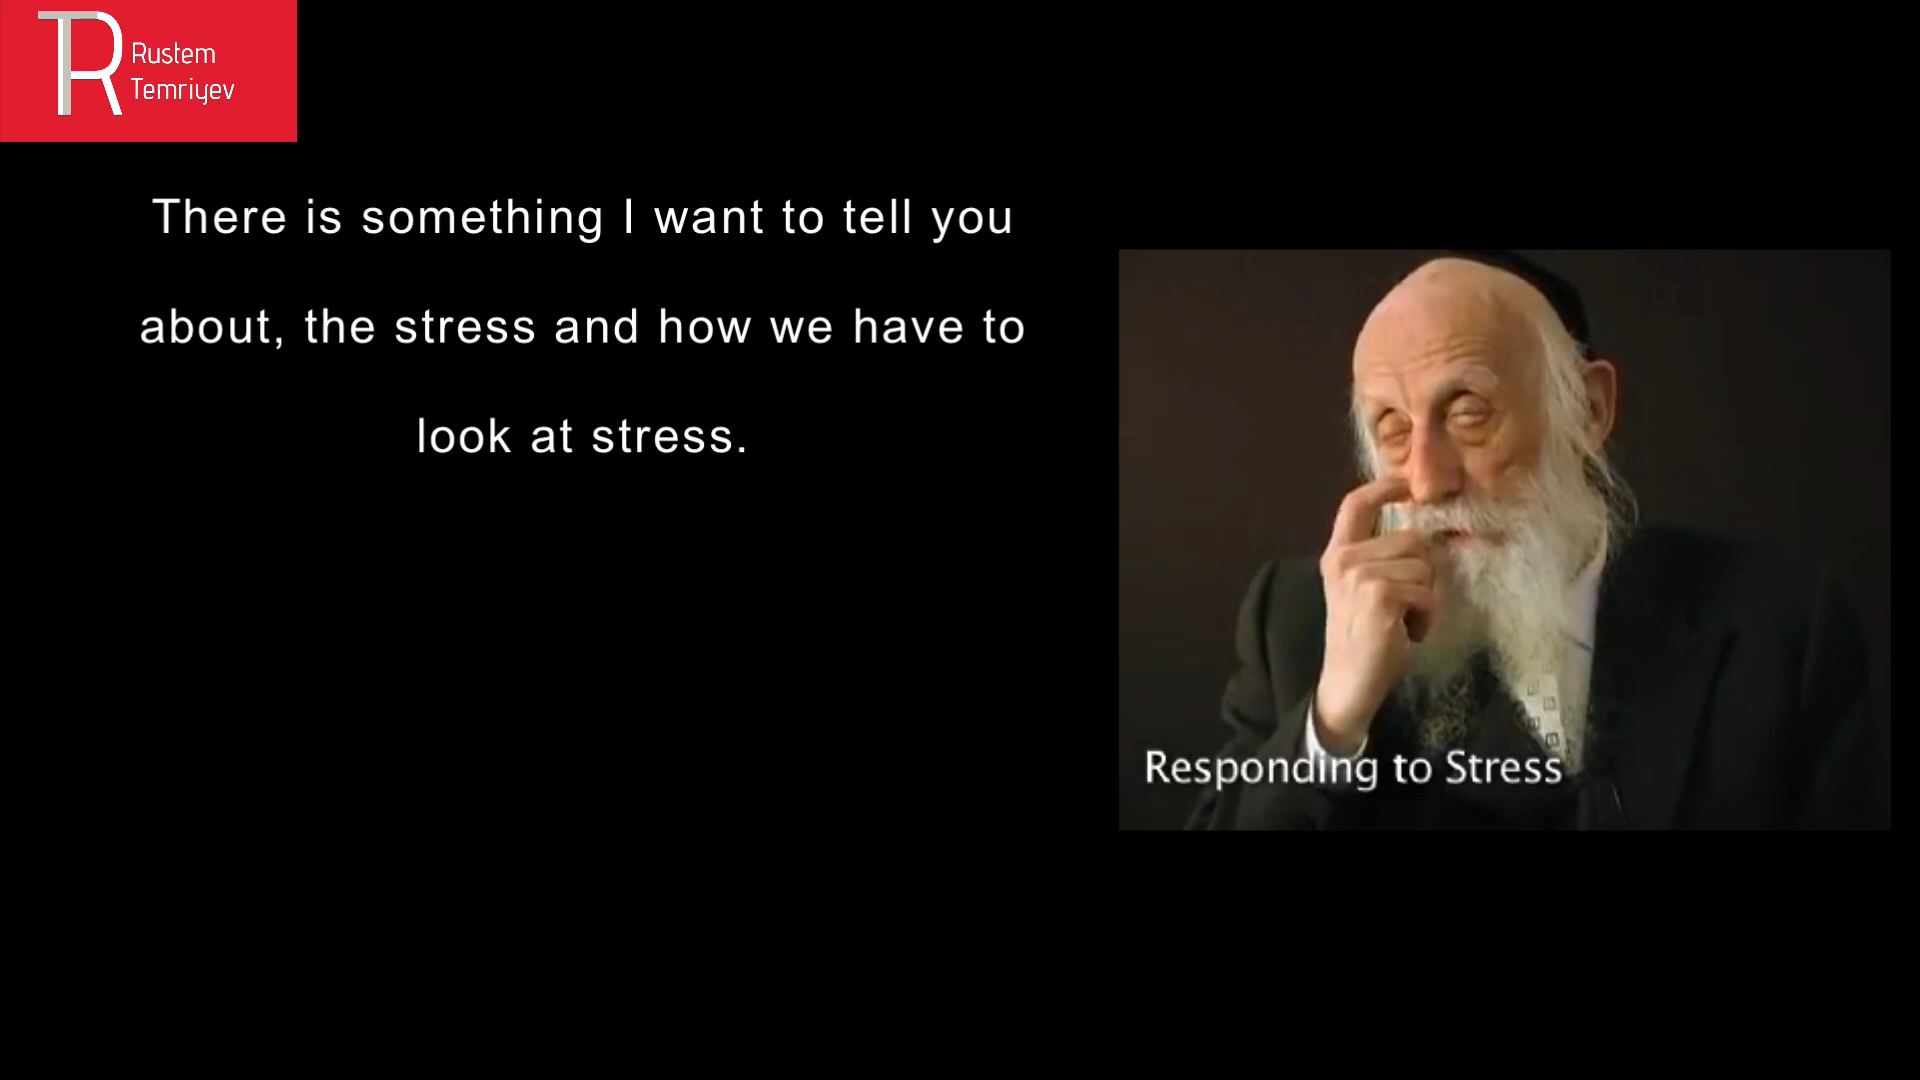 Rustem
Temriyev
There is something I want to tell you
about, the stress and how we have to
look at stress.
Responding to Stress